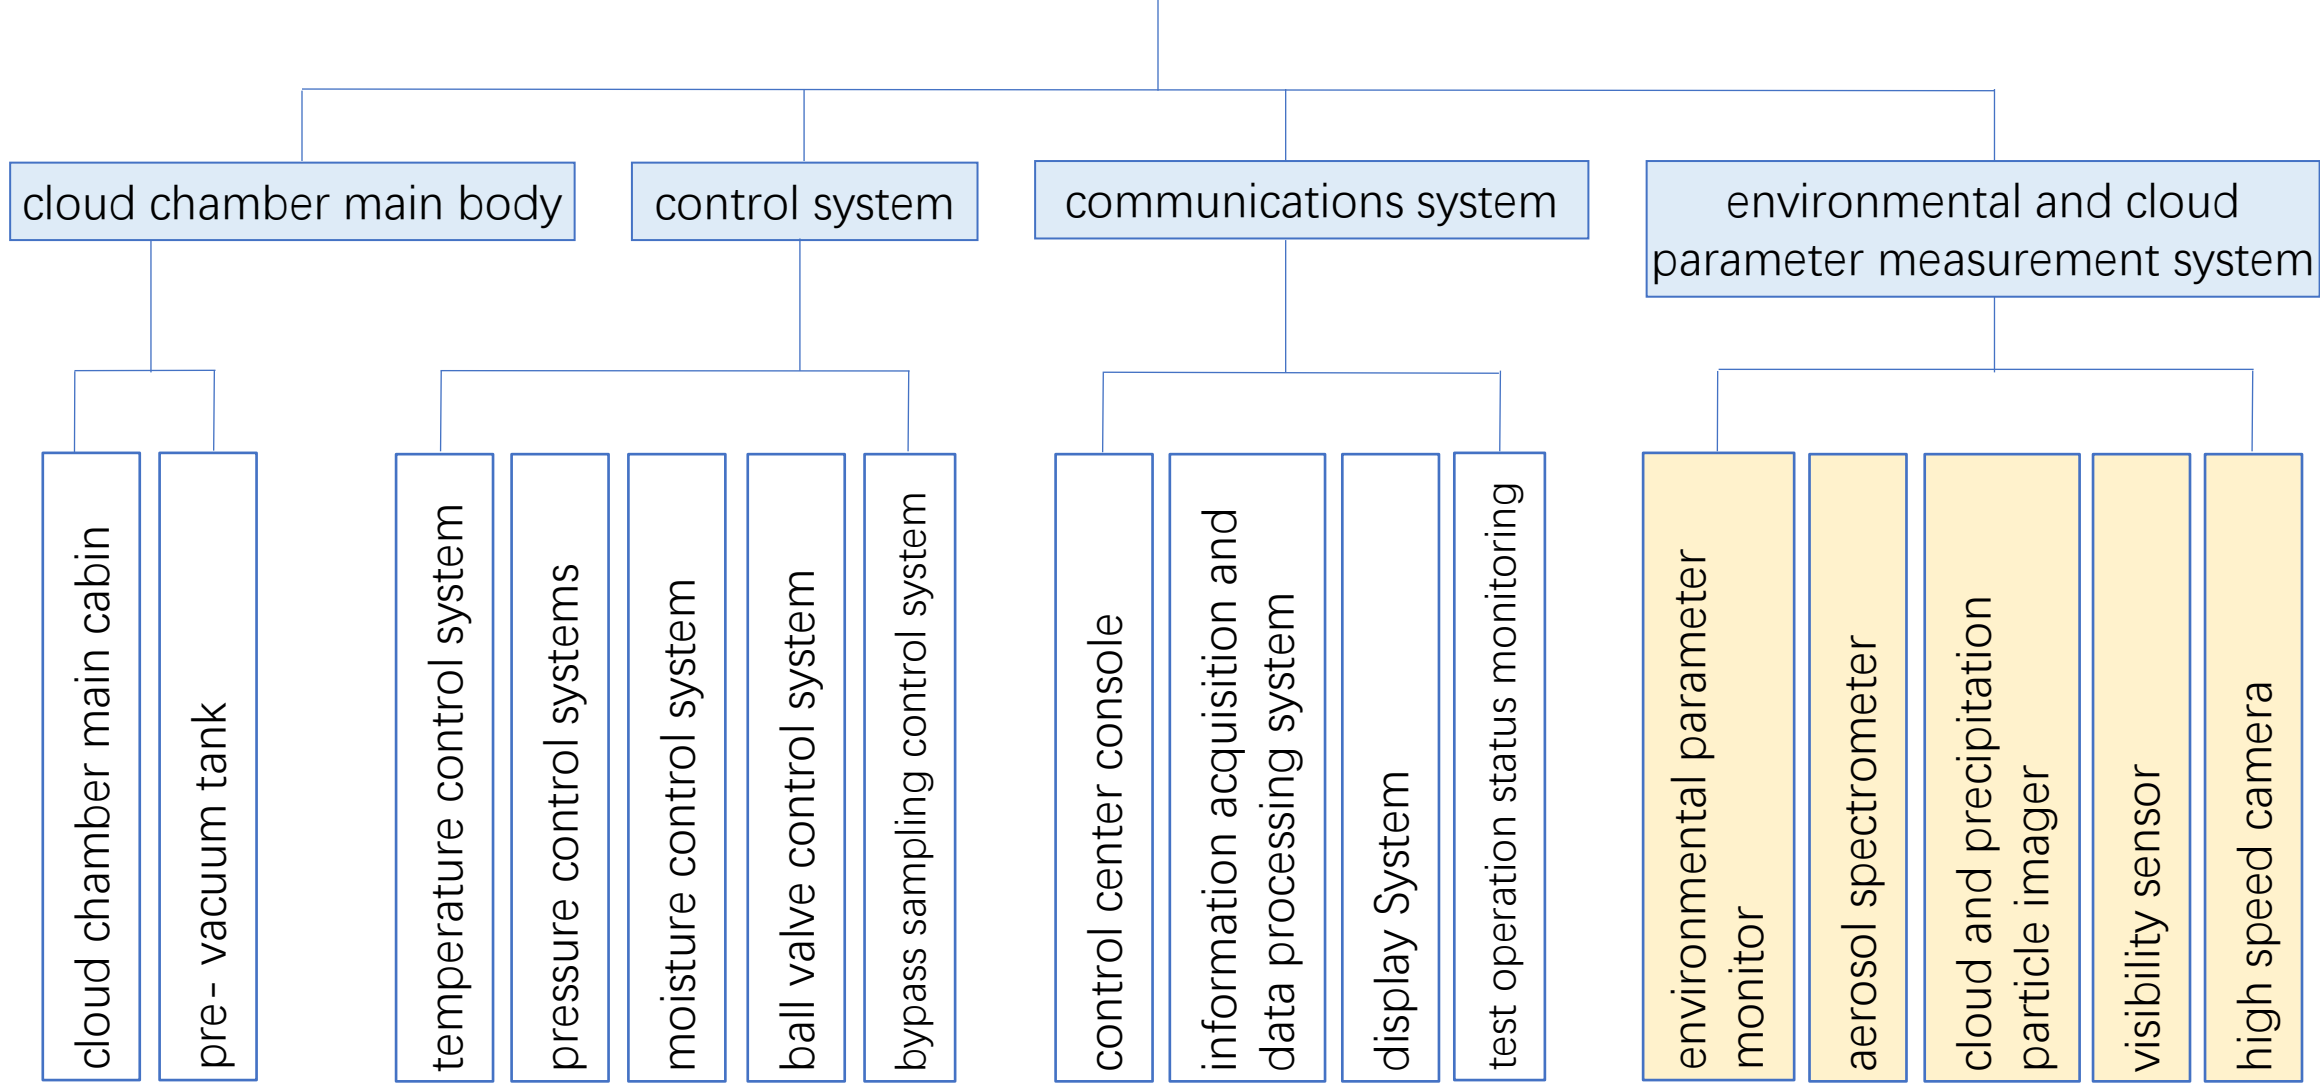 cloud chamber main body
control system
communications system
environmental and cloud
parameter measurement system
cloud chamber main cabin
pre- vacuum tank
temperature control system
pressure control systems
moisture control system
ball valve control system
bypass sampling control system
control center console
information acquisition and
data processing system
display System
test operation status monitoring
environmental parameter
monitor
aerosol spectrometer
cloud and precipitation
particle imager
visibility sensor
high speed camera